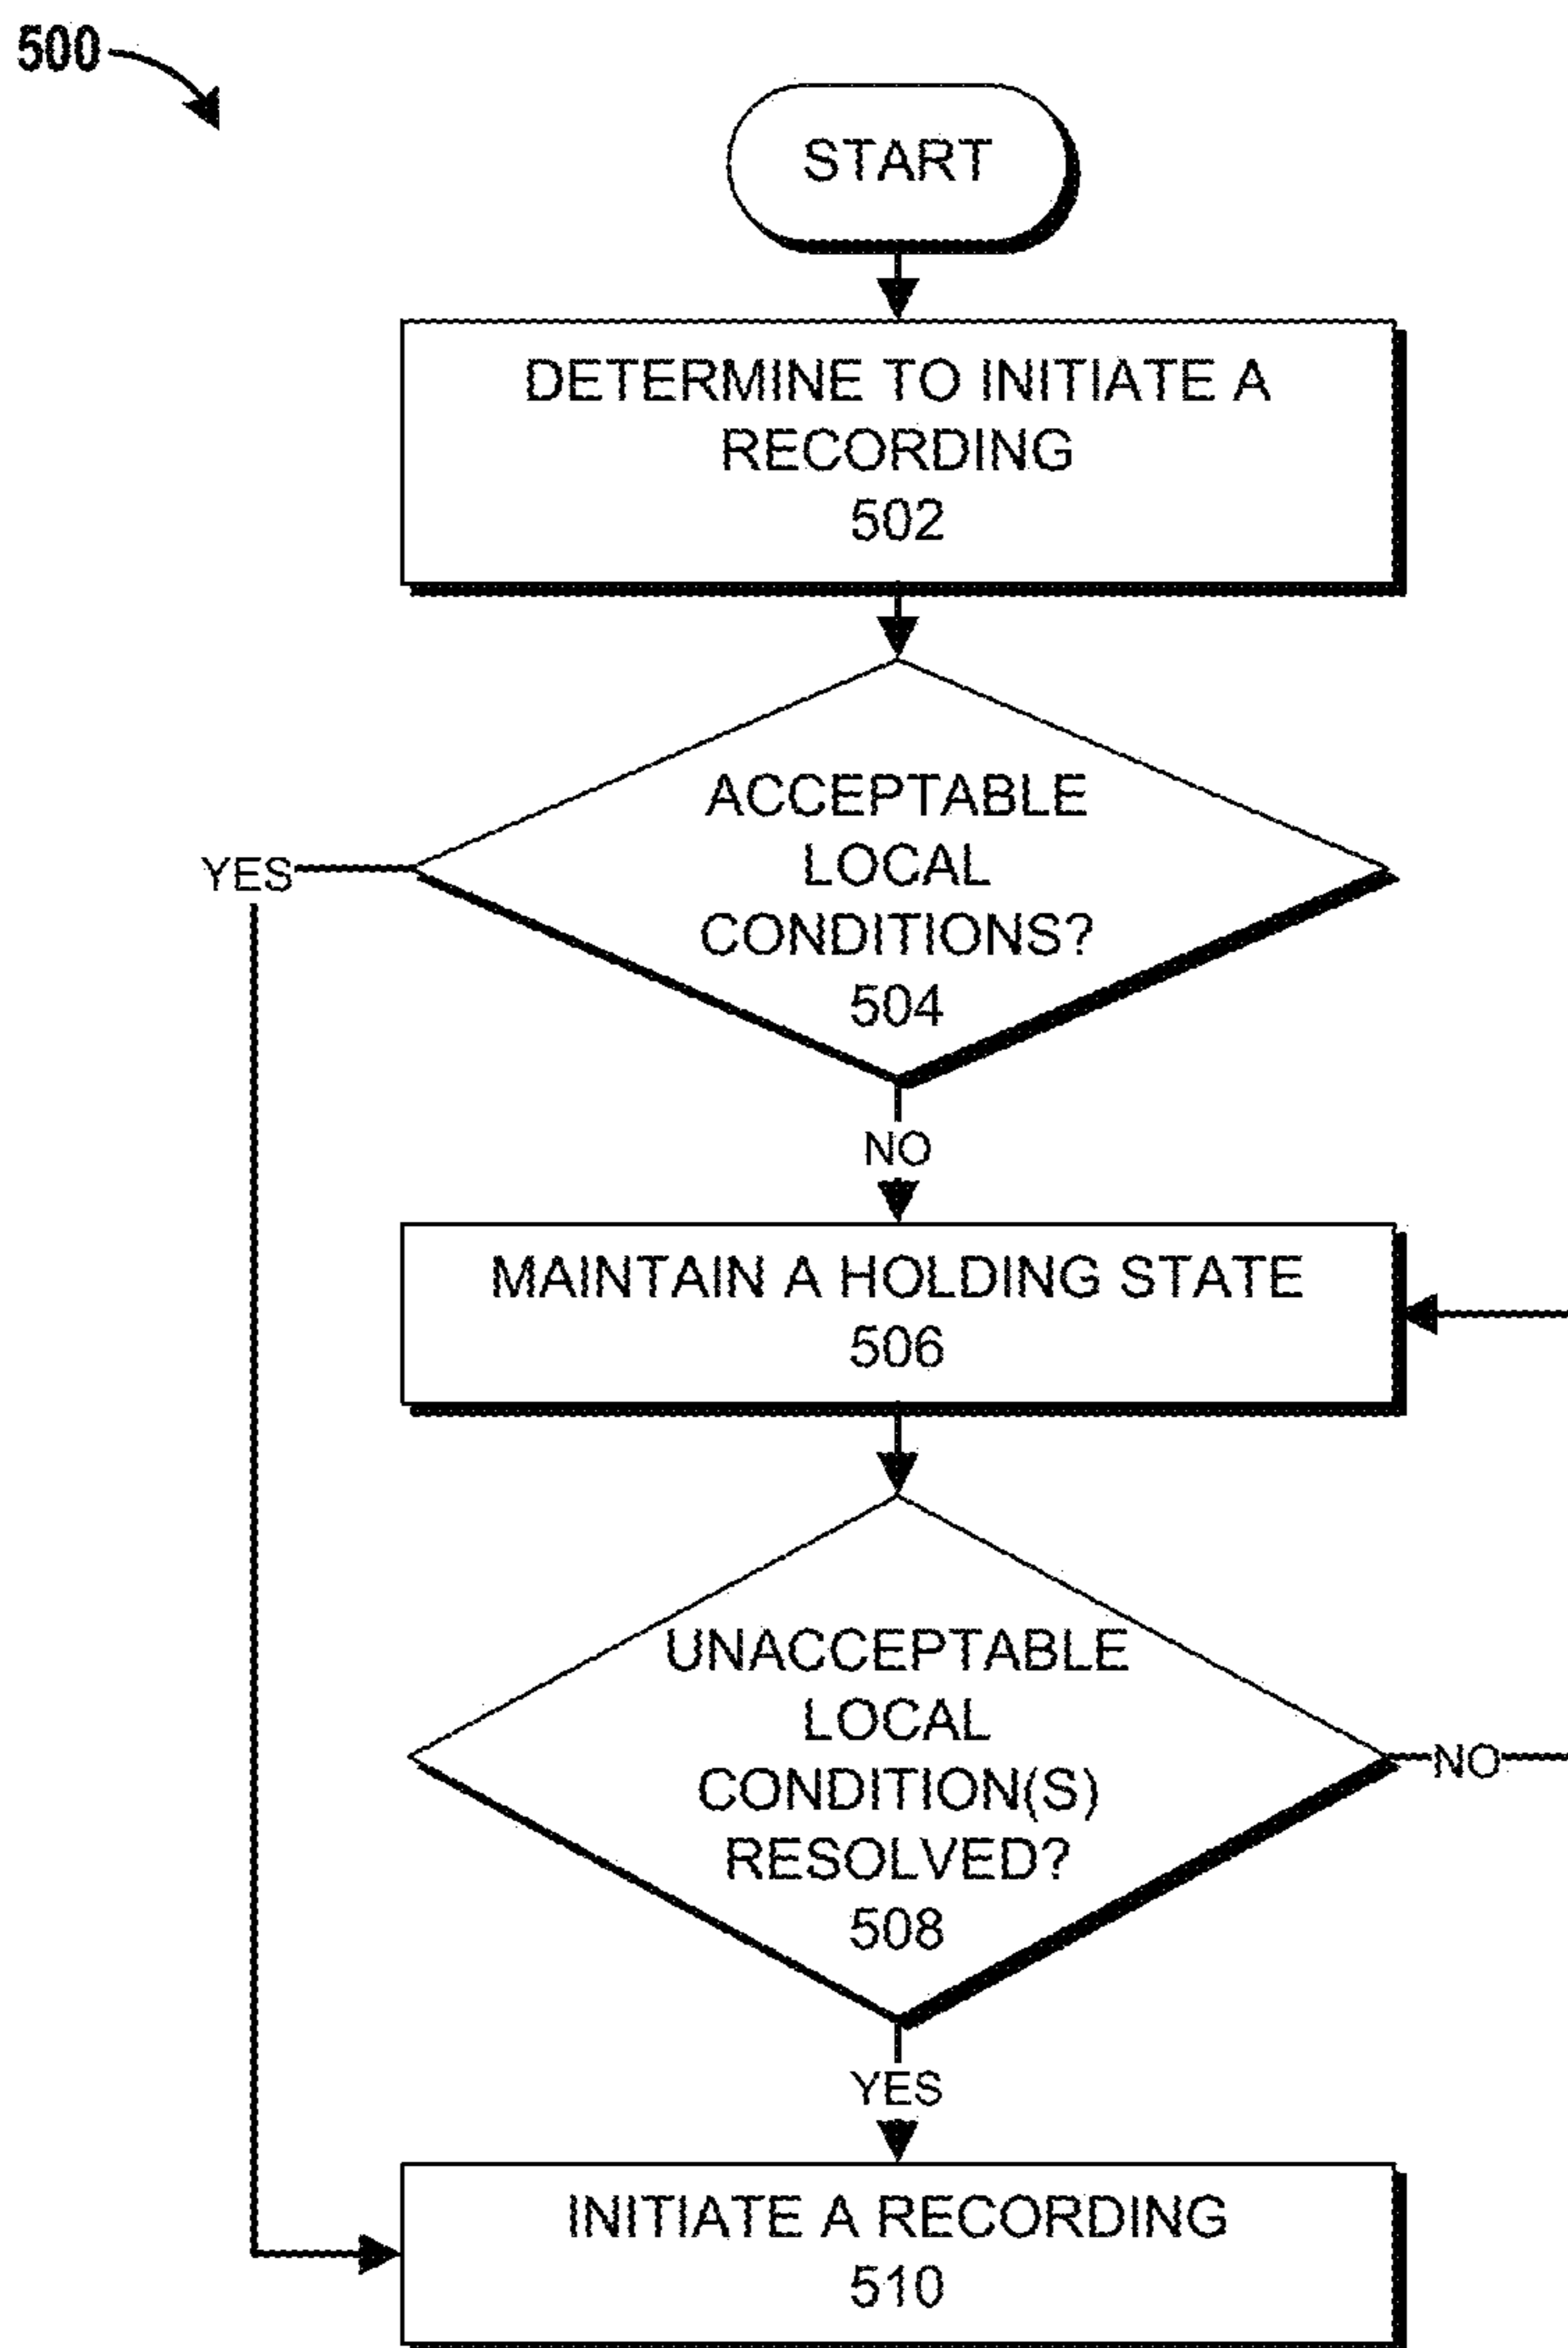 500
START
DETERMINE TO INITIATE A
RECORDING
502
ACCEPTABLE
LOCAL
CONDITIONS?
504
YES
NO
MAINTAIN A HOLDING STATE
506
UNACCEPTABLE
LOCAL
CONDITION(S)
RESOLVED?
508
NO
YES
INITIATE A RECORDING
510